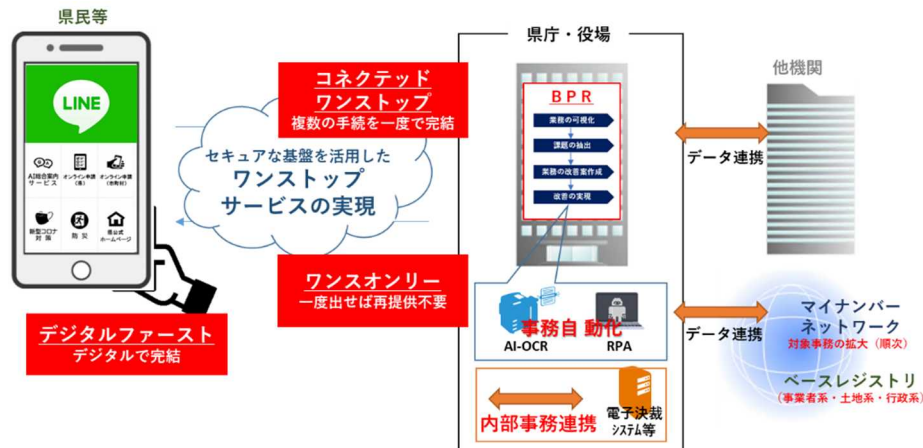 県民等
LINE
AI総合案内
サービス
オンライン申請
(県)
オンライン申請
(市町村)
新型コロナ
対策
防災
県公式
ホームページ
デジタルファースト
デジタルで完結
コネクテッド
ワンストップ
複数の手続を一度で完結
セキュアな基盤を活用した
ワンストップ
サービスの実現
ワンスオンリー
一度出せば再提供不要
県庁・役場
BPR
業務の可視化
課題の抽出
業務の改善案作成
改善の実現
事務自動化
AI-OCR
RPA
内部事務連携
電子決裁
システム等
他機関
データ連携
データ連携
マイナンバー
ネットワーク
対象事務の拡大（順次）
ベースレジストリ
（事業者系・土地系・行政系）